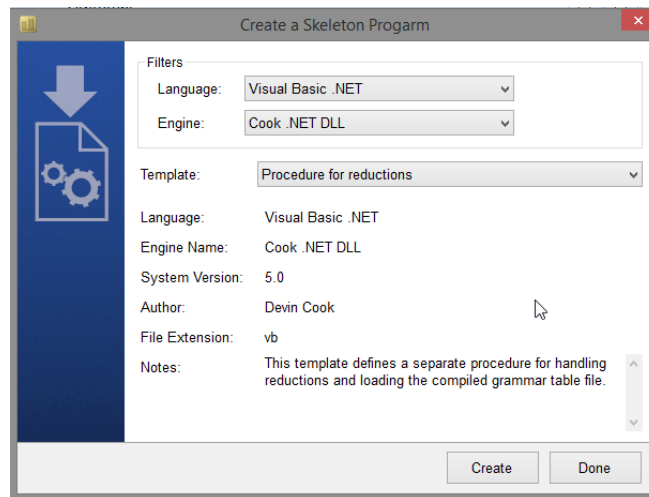 Create a Skeleton Progarm
Filters
Language: Visual Basic .NET
Engine: Cook .NET DLL
Template: Procedure for reductions
Language: Visual Basic .NET
Engine Name: Cook .NET DLL
System Version: 5.0
Author: Devin Cook
File Extension: vb
Notes: This template defines a separate procedure for handling
reductions and loading the compiled grammar table file.
Create Done